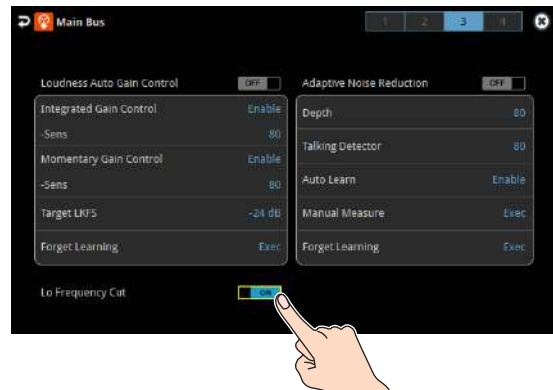 Main Bus
1 2 3 4
Loudness Auto Gain Control OFF
Integrated Gain Control Enable
-Sens 80
Momentary Gain Control Enable
-Sens 80
Target LKFS -24 dB
Forget Learning Exec
Lo Frequency Cut ON
Adaptive Noise Reduction OFF
Depth 80
Talking Detector 80
Auto Learn Enable
Manual Measure Exec
Forget Learning Exec